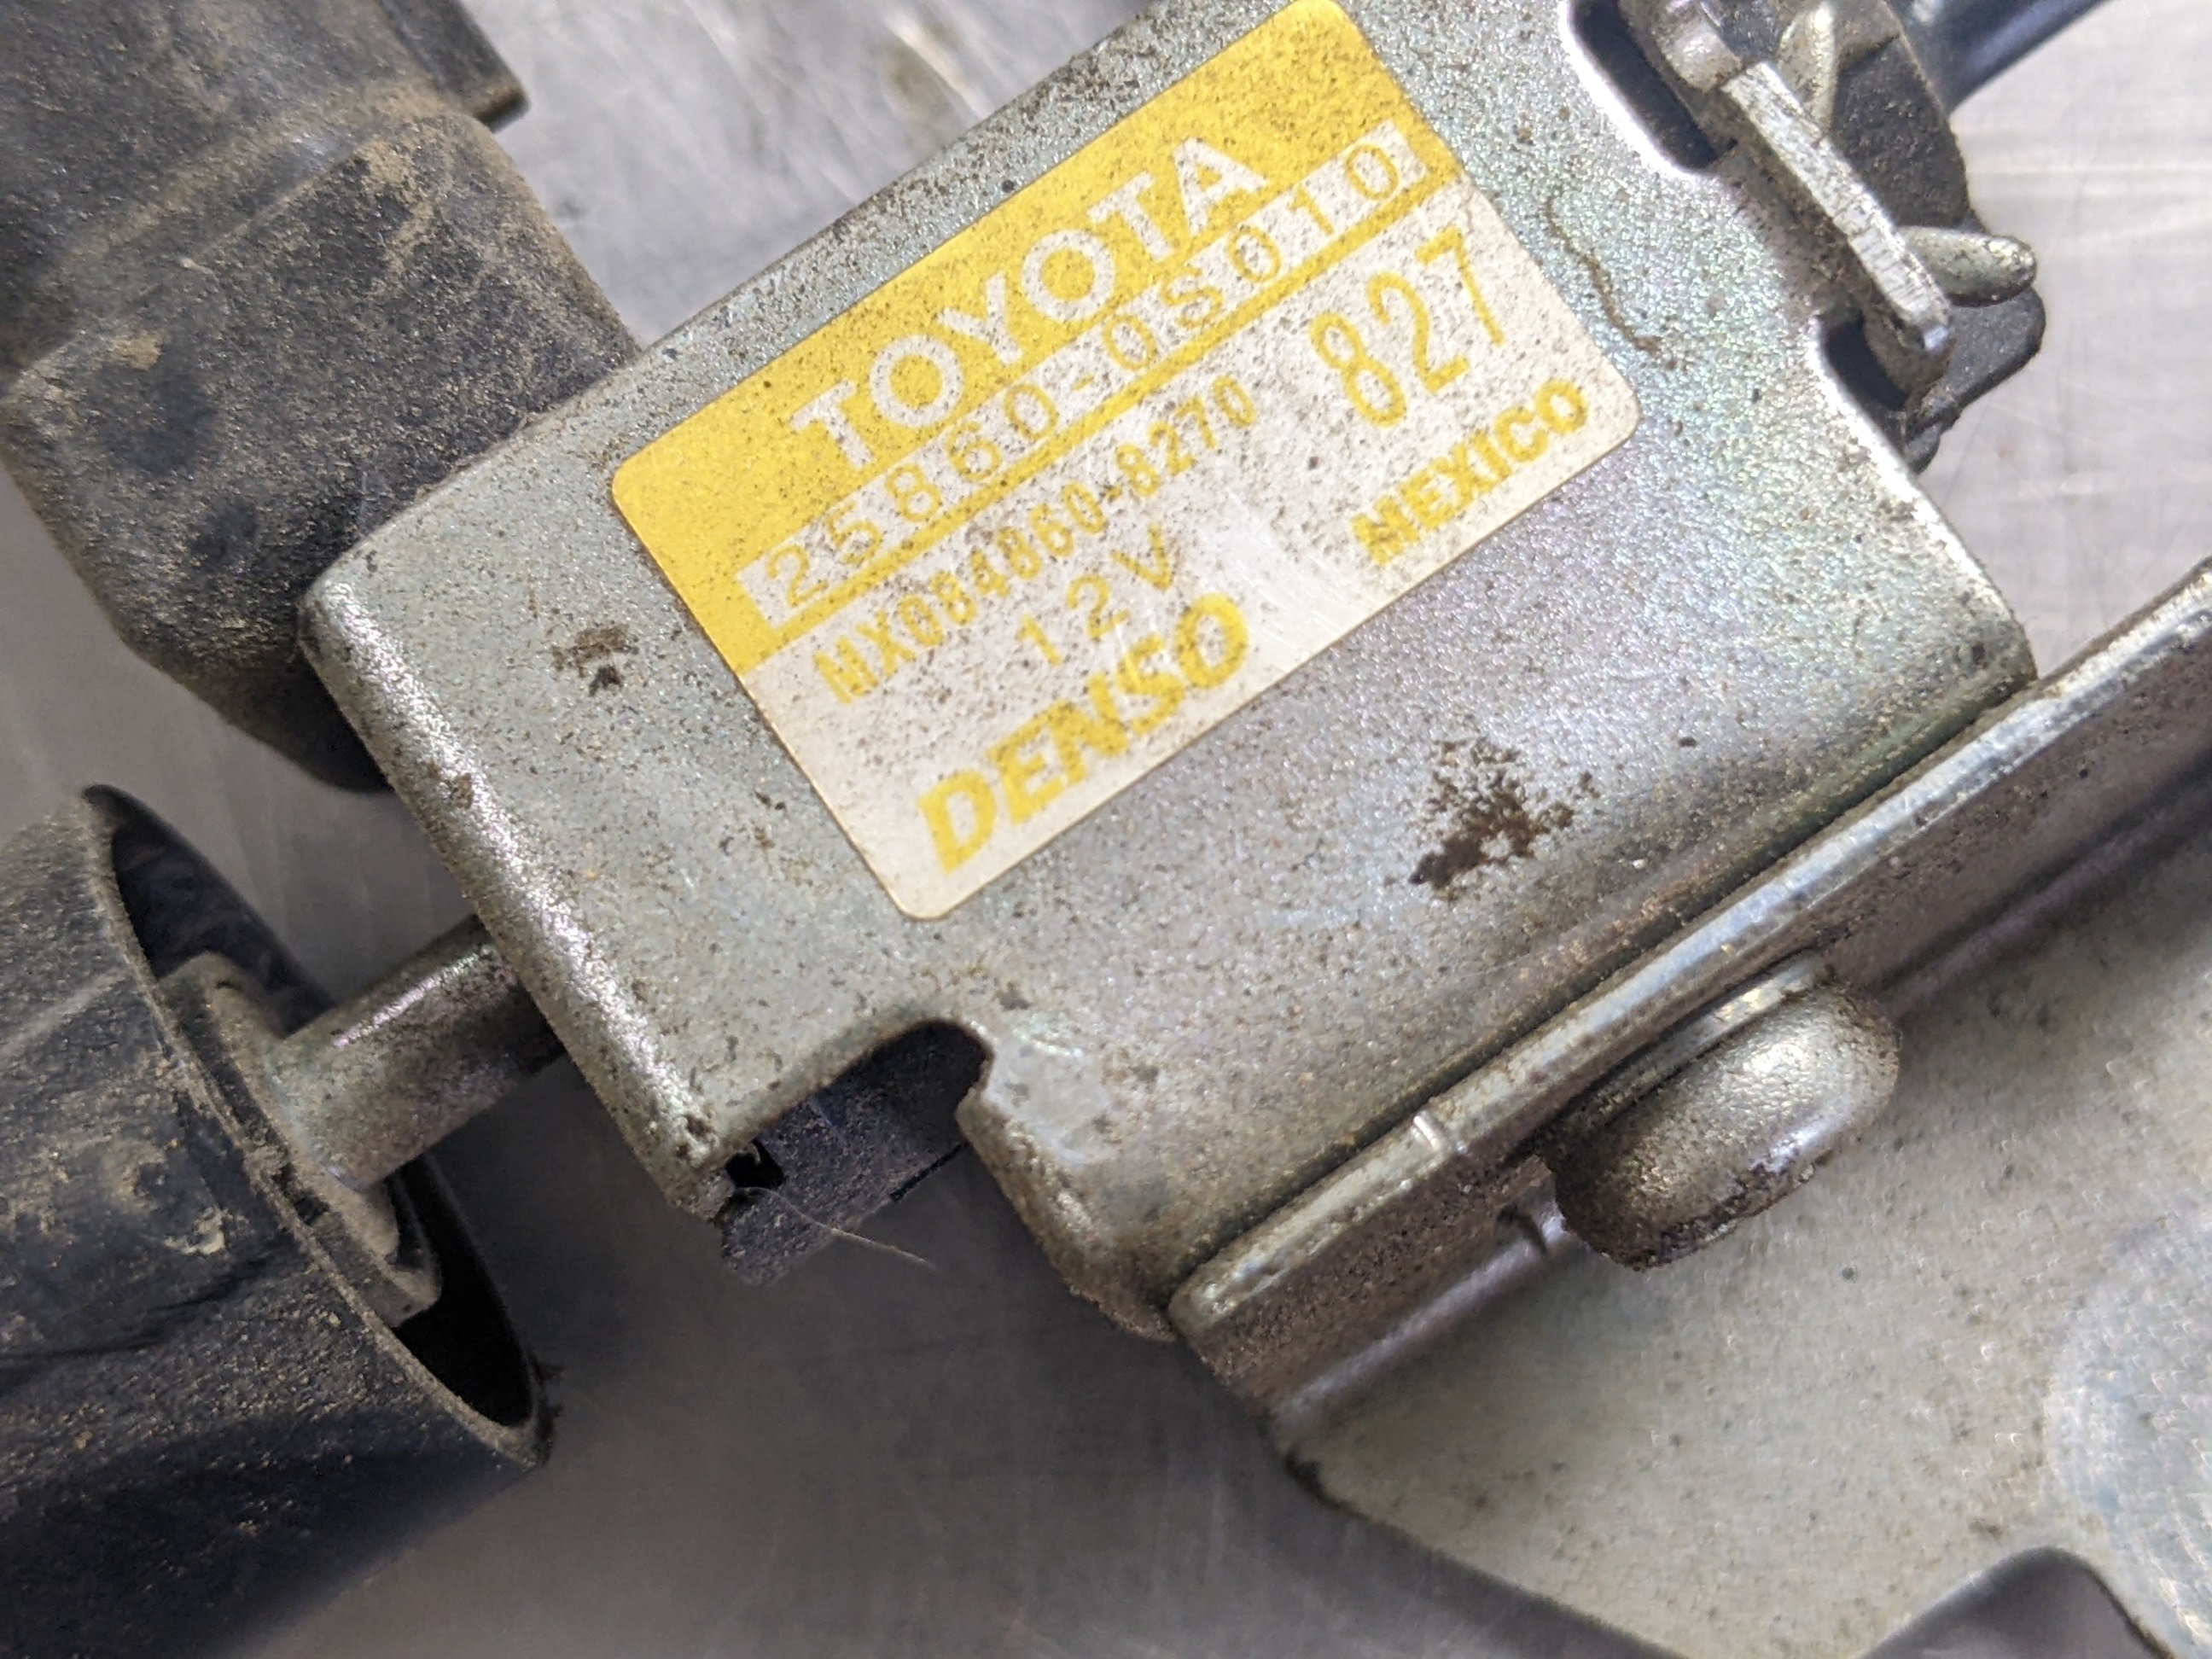 TOYOTA
25860-0S010
MX084860-8270 827
12V MEXICO
DENSO